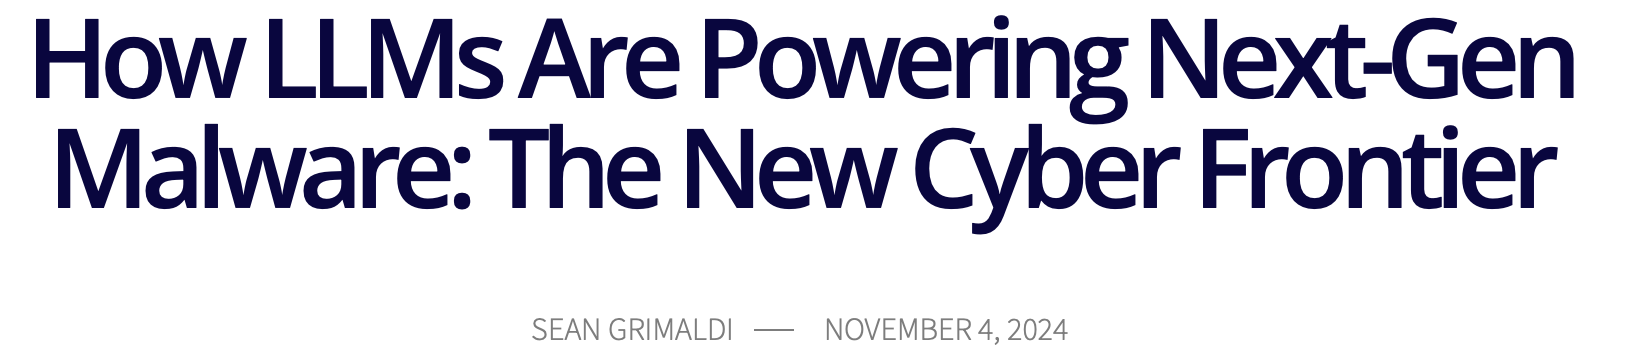 How LLMs Are Powering Next-Gen
Malware: The New Cyber Frontier
SEAN GRIMALDI — NOVEMBER 4, 2024